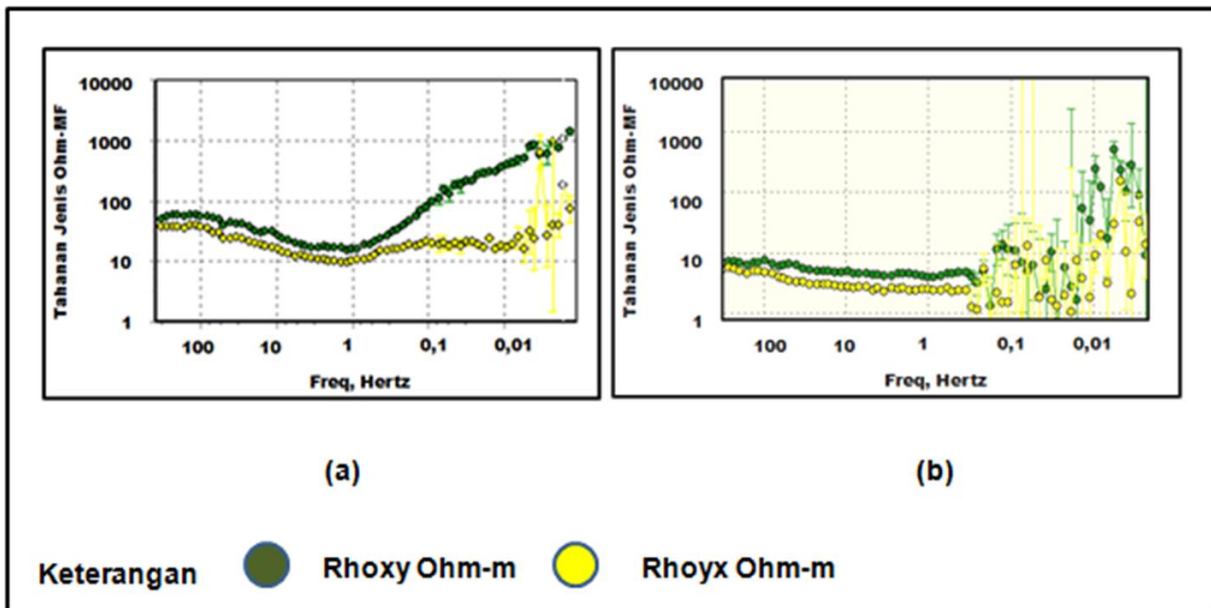 Tahanan Jenis Ohm-MF
10000
1000
100
10
1
100 10 1 0,1 0,01
Freq, Hertz
(a)
Tahanan Jenis Ohm-MF
10000
1000
100
10
1
100 10 1 0,1 0,01
Freq, Hertz
(b)
Keterangan Rhoxy Ohm-m Rhoyx Ohm-m